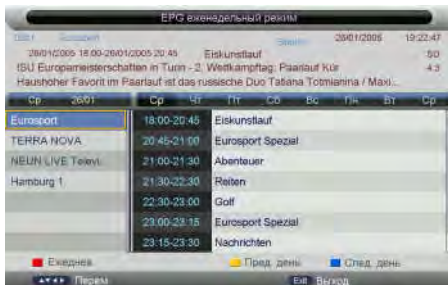 EPG еженедельный режим
Eurosport 26/01/2005 19:22:47
26/01/2005 18:00-26/01/2005 20:45 Eiskunstlauf
ISU Europameisterschaften in Turin - 2. Wettkampftag: Paarlauf Kür 4:3
Haushoher Favorit im Paarlauf ist das russische Duo Tatiana Totmianina / Maxi...
Ср 26/01 Ср Чт Пт Сб Вс Пн Вт Ср
Eurosport 18:00-20:45 Eiskunstlauf
TERRA NOVA 20:45-21:00 Eurosport Spezial
NEUN LIVE Televi. 21:00-21:30 Abenteuer
Hamburg 1 21:30-22:30 Reiten
22:30-23:00 Golf
23:00-23:15 Eurosport Spezial
23:15-23:30 Nachrichten
Ежеднев. Пред. день След. день
Перем. Exit Выход